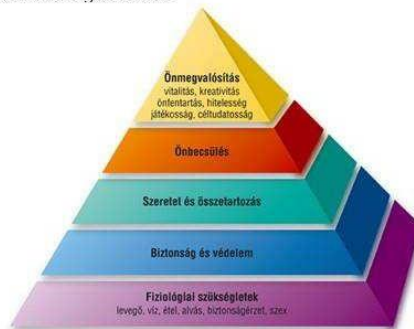 Önmegvalósítás
vitalitás, kreativitás
önfentartás, hitelesség
játékosság, céltudatosság
Önbecsülés
Szeretet és összetartozás
Biztonság és védelem
Fiziológiai szükségletek
levegő, víz, étel, alvás, biztonságérzet, szex